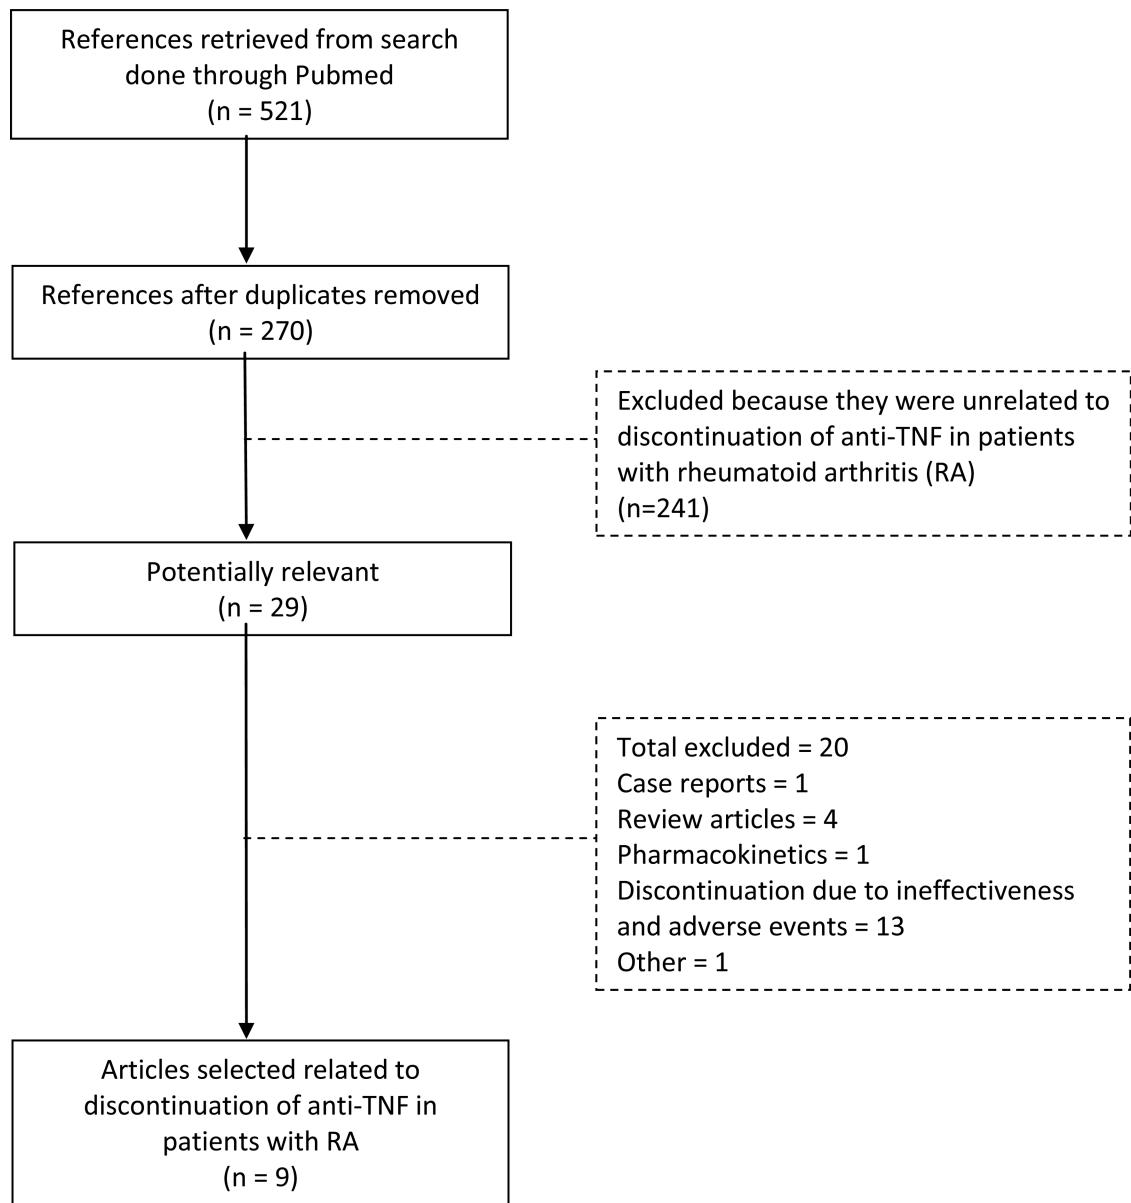 References retrieved from search
done through Pubmed
(n = 521)
References after duplicates removed
(n = 270)
Excluded because they were unrelated to
discontinuation of anti-TNF in patients
with rheumatoid arthritis (RA)
(n=241)
Potentially relevant
(n = 29)
Total excluded = 20
Case reports = 1
Review articles = 4
Pharmacokinetics = 1
Discontinuation due to ineffectiveness
and adverse events = 13
Other = 1
Articles selected related to
discontinuation of anti-TNF in
patients with RA
(n = 9)